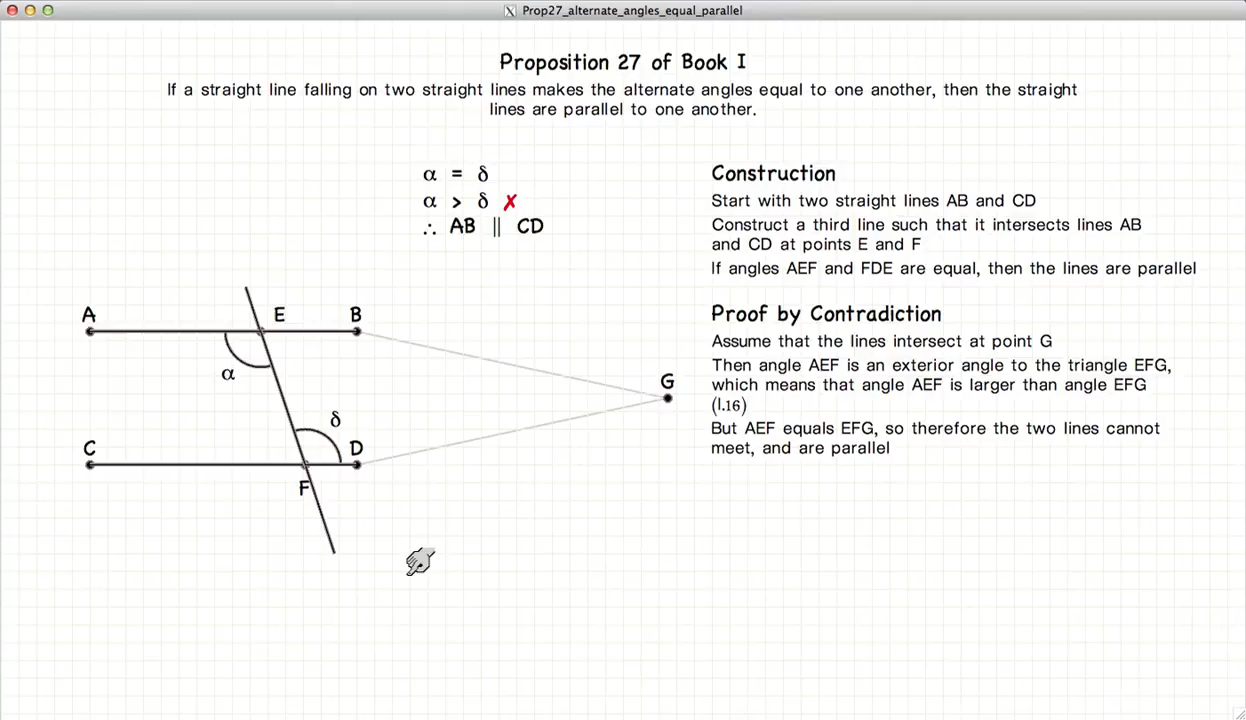 Prop27_alternate_angles_equal_parallel
Proposition 27 of Book I
If a straight line falling on two straight lines makes the alternate angles equal to one another, then the straight
lines are parallel to one another.
α = δ
α > δ ✗
∴ AB || CD
Construction
Start with two straight lines AB and CD
Construct a third line such that it intersects lines AB
and CD at points E and F
If angles AEF and FDE are equal, then the lines are parallel
Proof by Contradiction
Assume that the lines intersect at point G
Then angle AEF is an exterior angle to the triangle EFG,
which means that angle AEF is larger than angle EFG
(I.16)
But AEF equals EFG, so therefore the two lines cannot
meet, and are parallel
A
E
B
α
G
δ
C
D
F